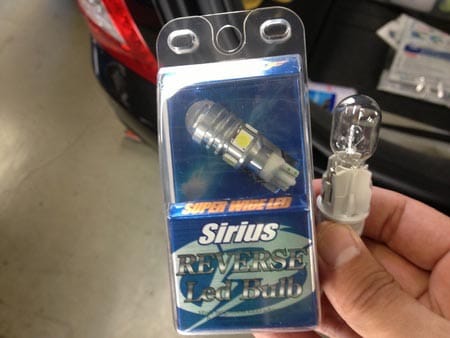 SUPER WIDE LED
Sirius
REVERSE
Led Bulb